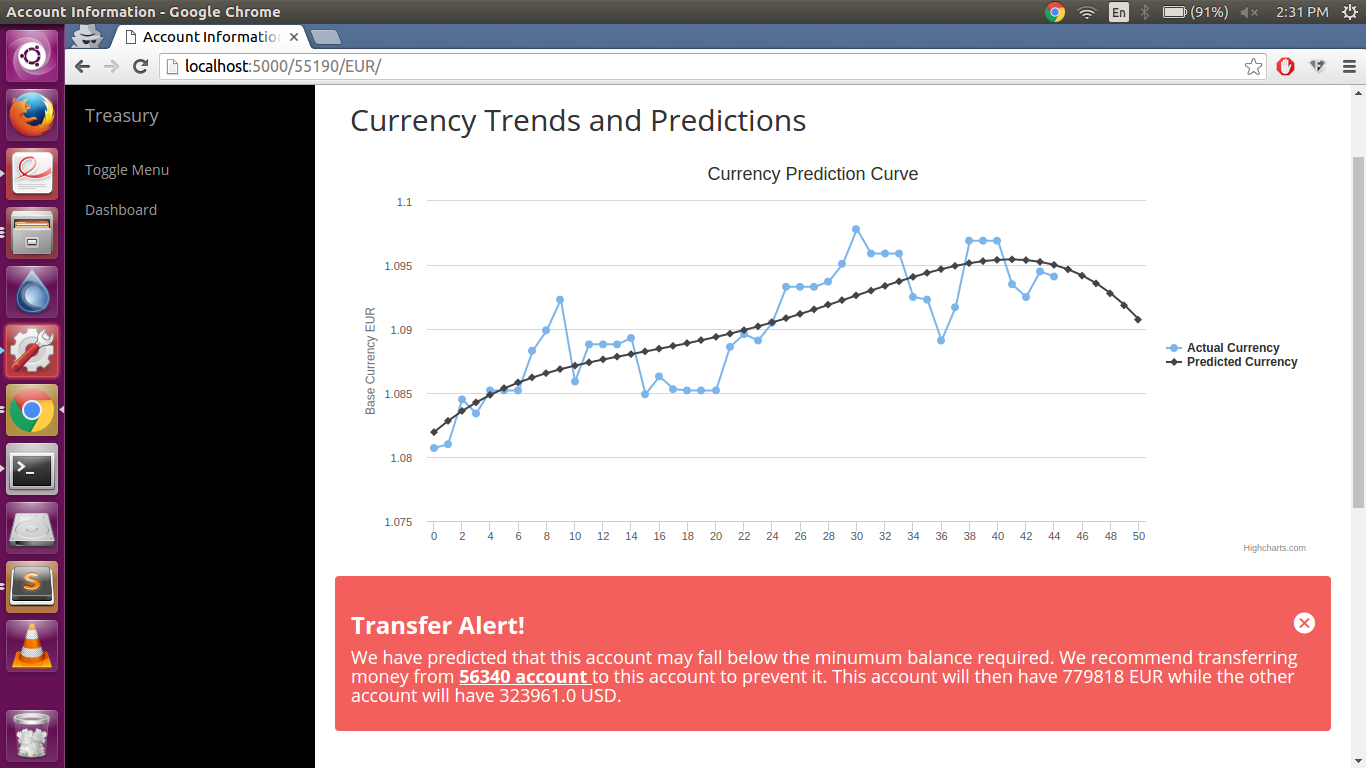 Account Information - Google Chrome
En
(91%)
2:31 PM
Account Information
localhost:5000/55190/EUR/
Treasury
Toggle Menu
Dashboard
Currency Trends and Predictions
Currency Prediction Curve
Base Currency EUR
1.1
1.095
1.09
1.085
1.08
1.075
0 2 4 6 8 10 12 14 16 18 20 22 24 26 28 30 32 34 36 38 40 42 44 46 48 50
Actual Currency
Predicted Currency
Highcharts.com
Transfer Alert!
We have predicted that this account may fall below the minumum balance required. We recommend transferring
money from 56340 account to this account to prevent it. This account will then have 779818 EUR while the other
account will have 323961.0 USD.